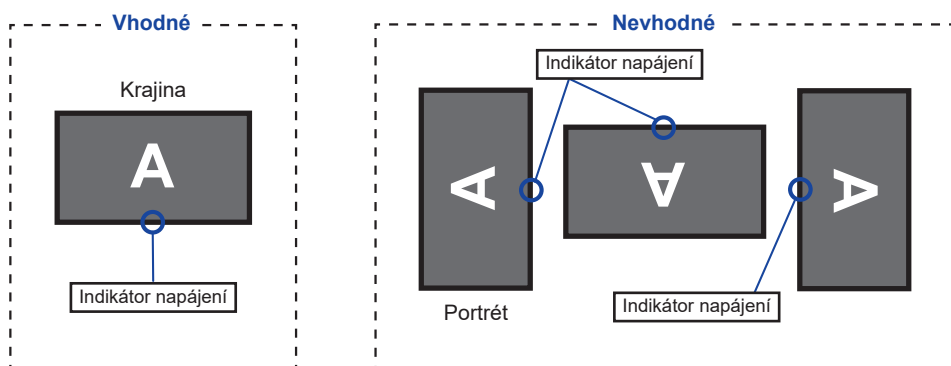 Vhodné
Krajina
A
Indikátor napájení
Nevhodné
Indikátor napájení
A
A
A
Indikátor napájení
Portrét